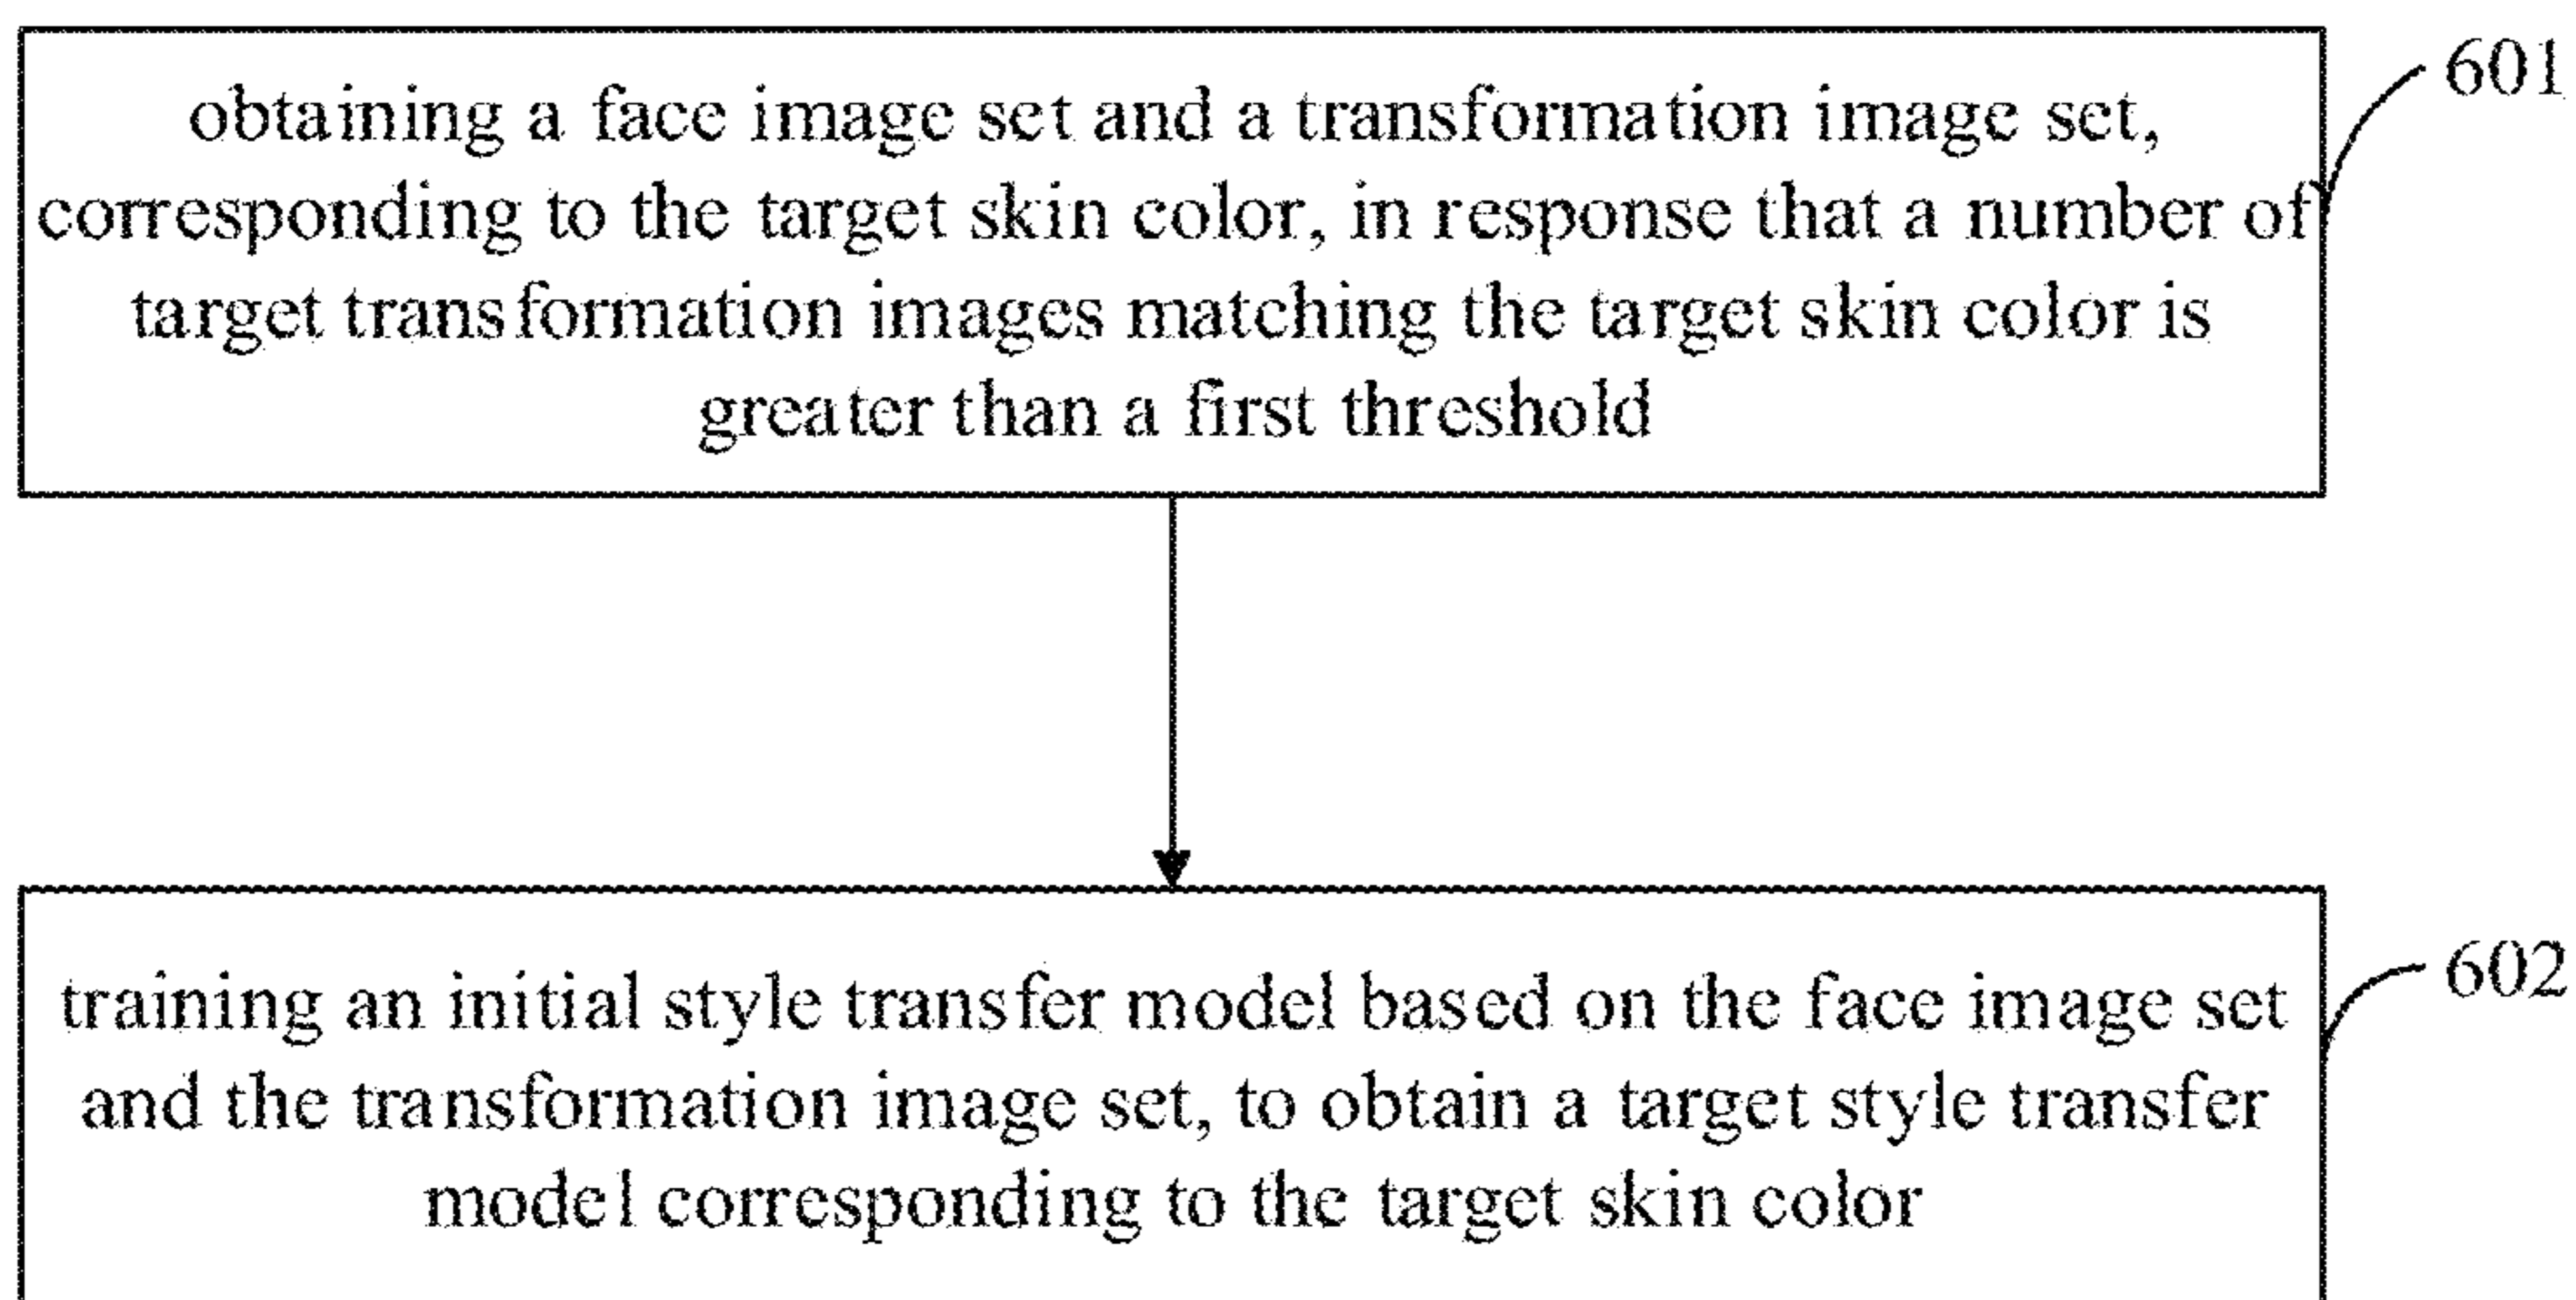 obtaining a face image set and a transformation image set,
601
corresponding to the target skin color, in response that a number of
target transformation images matching the target skin color is
greater than a first threshold
training an initial style transfer model based on the face image set
602
and the transformation image set, to obtain a target style transfer
model corresponding to the target skin color